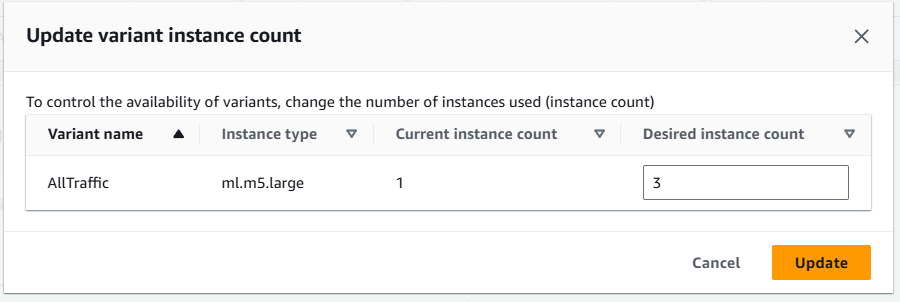 Update variant instance count
To control the availability of variants, change the number of instances used (instance count)
Variant name Instance type Current instance count Desired instance count
AllTraffic ml.m5.large 1 3
Cancel Update